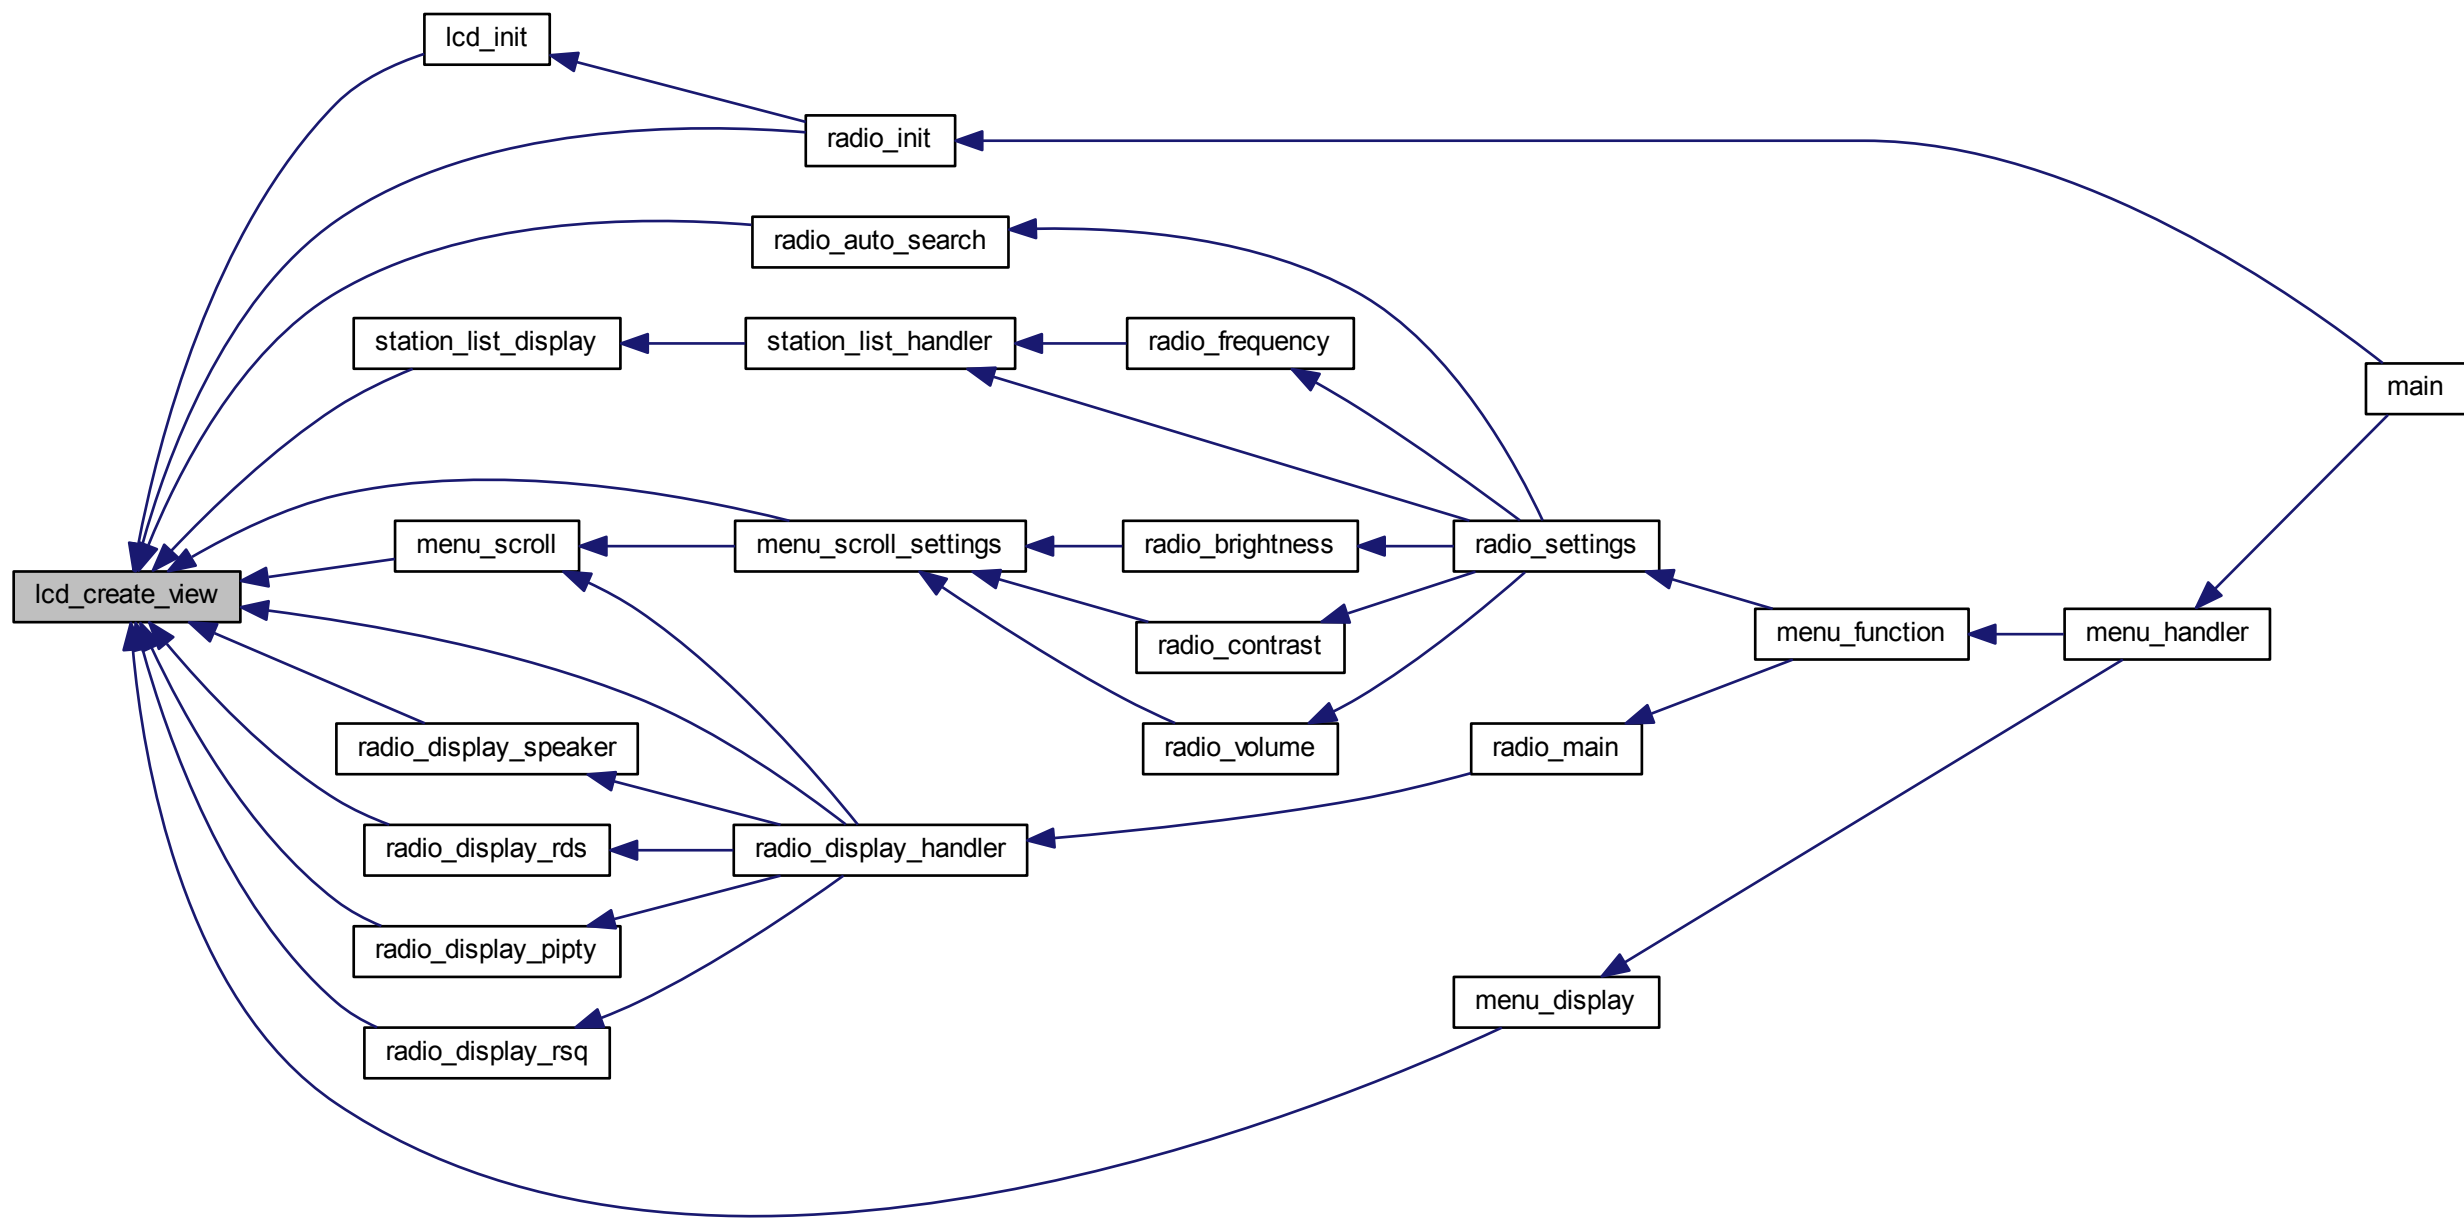 lcd_init
radio_init
radio_auto_search
station_list_display
station_list_handler
radio_frequency
main
menu_scroll
menu_scroll_settings
radio_brightness
radio_settings
lcd_create_view
radio_contrast
menu_function
menu_handler
radio_display_speaker
radio_volume
radio_main
radio_display_rds
radio_display_handler
radio_display_pipty
menu_display
radio_display_rsq